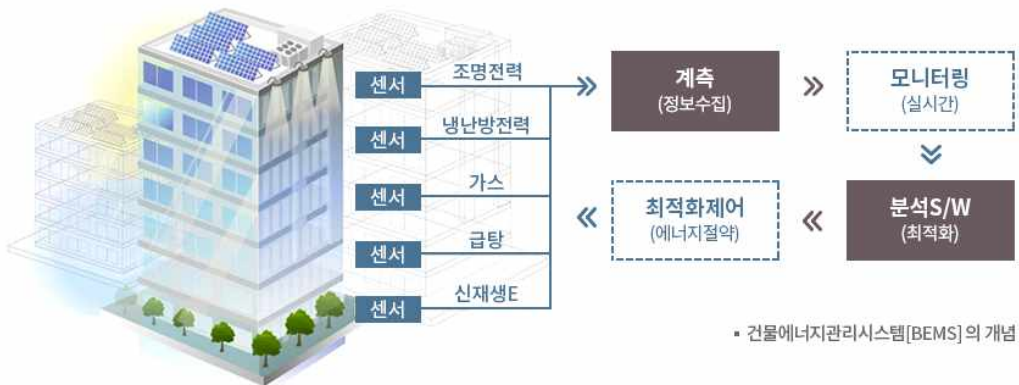 센서 조명전력
센서 냉난방전력
센서 가스
센서 급탕
센서 신재생E
계측
(정보수집)
모니터링
(실시간)
분석S/W
(최적화)
최적화제어
(에너지절약)
▪ 건물에너지관리시스템[BEMS] 의 개념